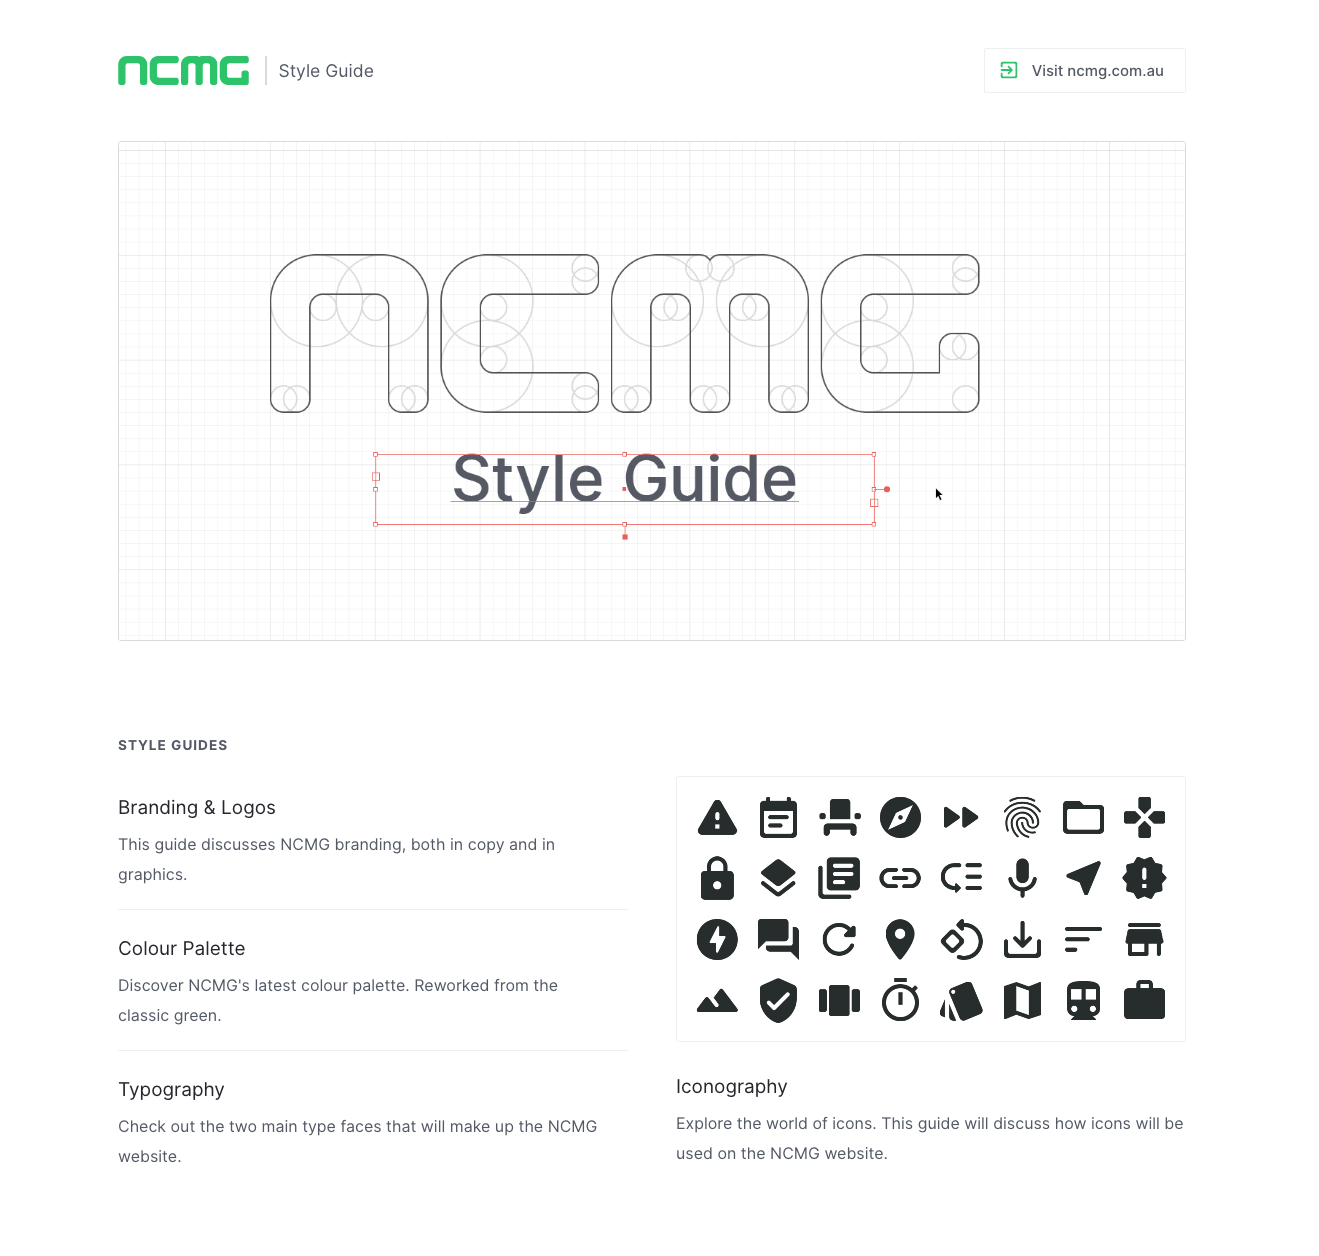 ncmg
Style Guide
Visit ncmg.com.au
ncmg
Style Guide
STYLE GUIDES
Branding & Logos
This guide discusses NCMG branding, both in copy and in
graphics.
Colour Palette
Discover NCMG's latest colour palette. Reworked from the
classic green.
Typography
Check out the two main type faces that will make up the NCMG
website.
Iconography
Explore the world of icons. This guide will discuss how icons will be
used on the NCMG website.